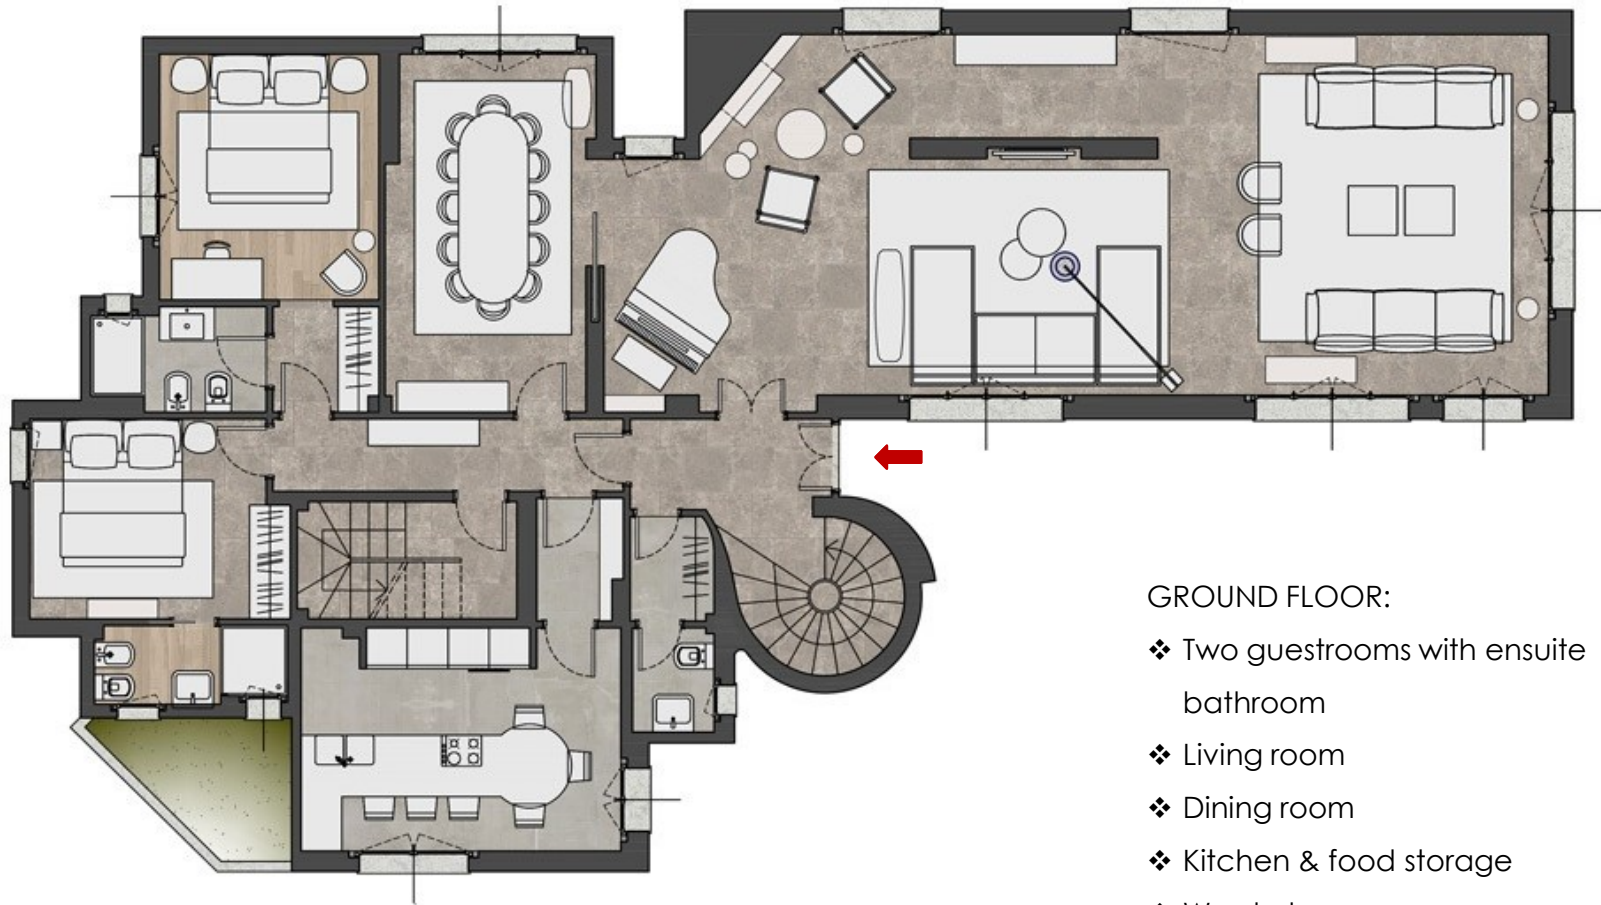 GROUND FLOOR:
❖ Two guestrooms with ensuite
bathroom
❖ Living room
❖ Dining room
❖ Kitchen & food storage